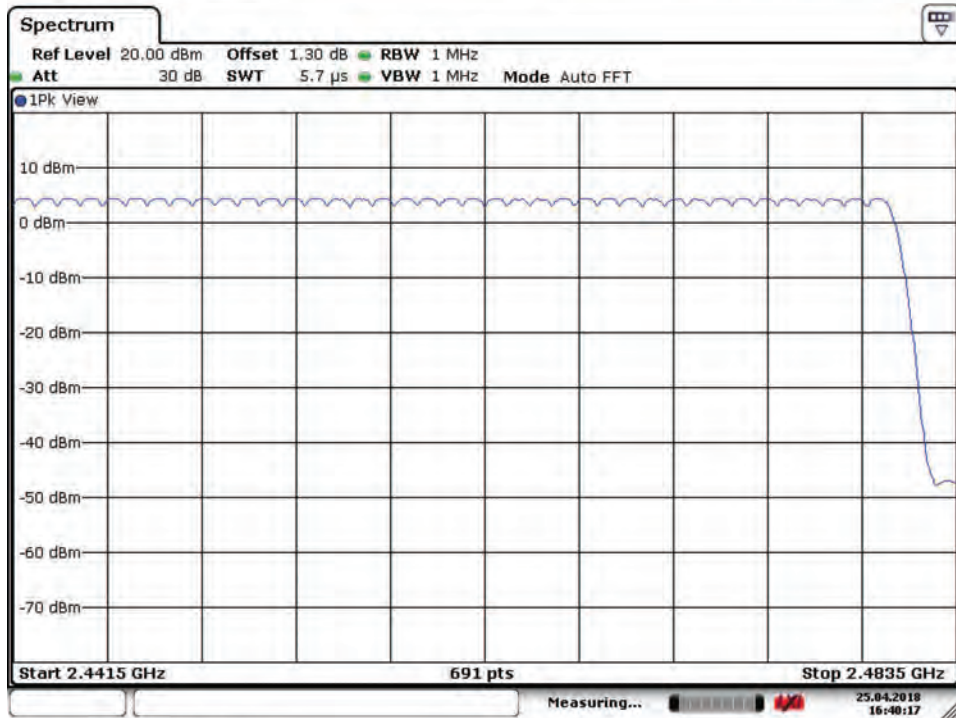 Spectrum
Ref Level 20.00 dBm Offset 1.30 dB RBW 1 MHz
Att 30 dB SWT 5.7 µs VBW 1 MHz Mode Auto FFT
1Pk View
10 dBm
0 dBm
-10 dBm
-20 dBm
-30 dBm
-40 dBm
-50 dBm
-60 dBm
-70 dBm
Start 2.4415 GHz 691 pts Stop 2.4835 GHz
Measuring... 25.04.2018
16:40:17